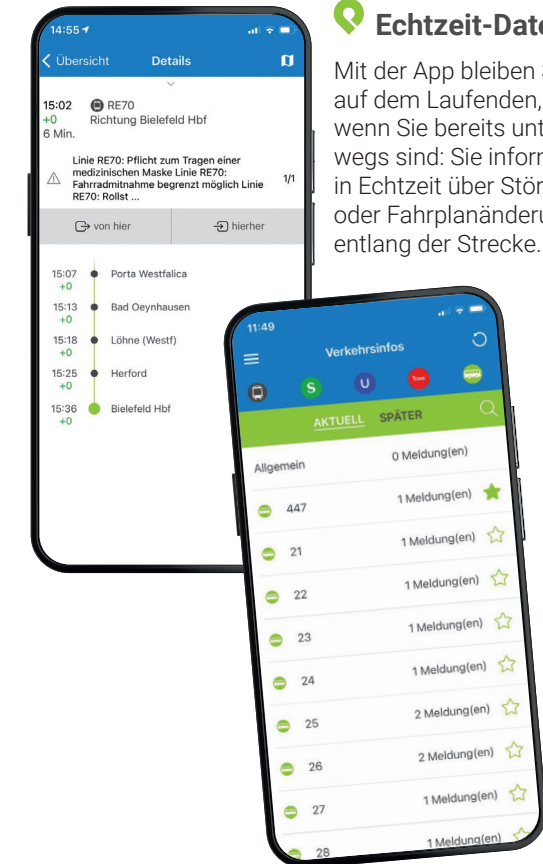 Echtzeit-Date
Mit der App bleiben S
auf dem Laufenden,
wenn Sie bereits unt
wegs sind: Sie inform
in Echtzeit über Stör
oder Fahrplanänderu
entlang der Strecke.
14:55
Übersicht Details
15:02 RE70
+0 Richtung Bielefeld Hbf
6 Min.
Linie RE70: Pflicht zum Tragen einer
medizinischen Maske Linie RE70:
Fahrradmitnahme begrenzt möglich Linie
RE70: Rollst ...
1/1
von hier hierher
15:07 Porta Westfalica
+0
15:13 Bad Oeynhausen
+0
15:18 Löhne (Westf)
+0
15:25 Herford
+0
15:36 Bielefeld Hbf
+0
11:49
Verkehrsinfos
S U
AKTUELL SPÄTER
Allgemein 0 Meldung(en)
447 1 Meldung(en)
21 1 Meldung(en)
22 1 Meldung(en)
23 1 Meldung(en)
24 1 Meldung(en)
25 2 Meldung(en)
26 2 Meldung(en)
27 1 Meldung(en)
28 1 Meldung(en)